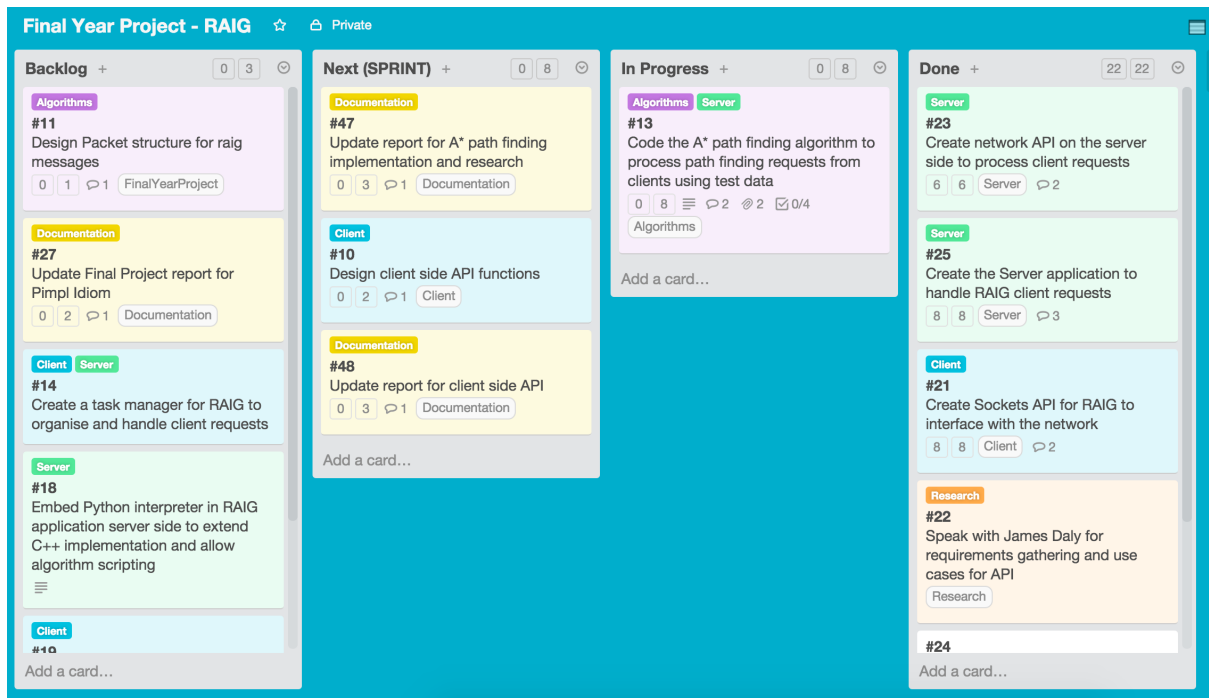 Final Year Project - RAIG Private
Backlog + 0 3
Algorithms
#11
Design Packet structure for raig
messages
0 1 1 FinalYearProject
Documentation
#27
Update Final Project report for
Pimpl Idiom
0 2 1 Documentation
Client Server
#14
Create a task manager for RAIG to
organise and handle client requests
Server
#18
Embed Python interpreter in RAIG
application server side to extend
C++ implementation and allow
algorithm scripting
Client
#19
Add a card...
Next (SPRINT) + 0 8
Documentation
#47
Update report for A* path finding
implementation and research
0 3 1 Documentation
Client
#10
Design client side API functions
0 2 1 Client
Documentation
#48
Update report for client side API
0 3 1 Documentation
Add a card...
In Progress + 0 8
Algorithms Server
#13
Code the A* path finding algorithm to
process path finding requests from
clients using test data
0 8 2 2 0/4
Algorithms
Add a card...
Done + 22 22
Server
#23
Create network API on the server
side to process client requests
6 6 Server 2
Server
#25
Create the Server application to
handle RAIG client requests
8 8 Server 3
Client
#21
Create Sockets API for RAIG to
interface with the network
8 8 Client 2
Research
#22
Speak with James Daly for
requirements gathering and use
cases for API
Research
#24
Add a card...